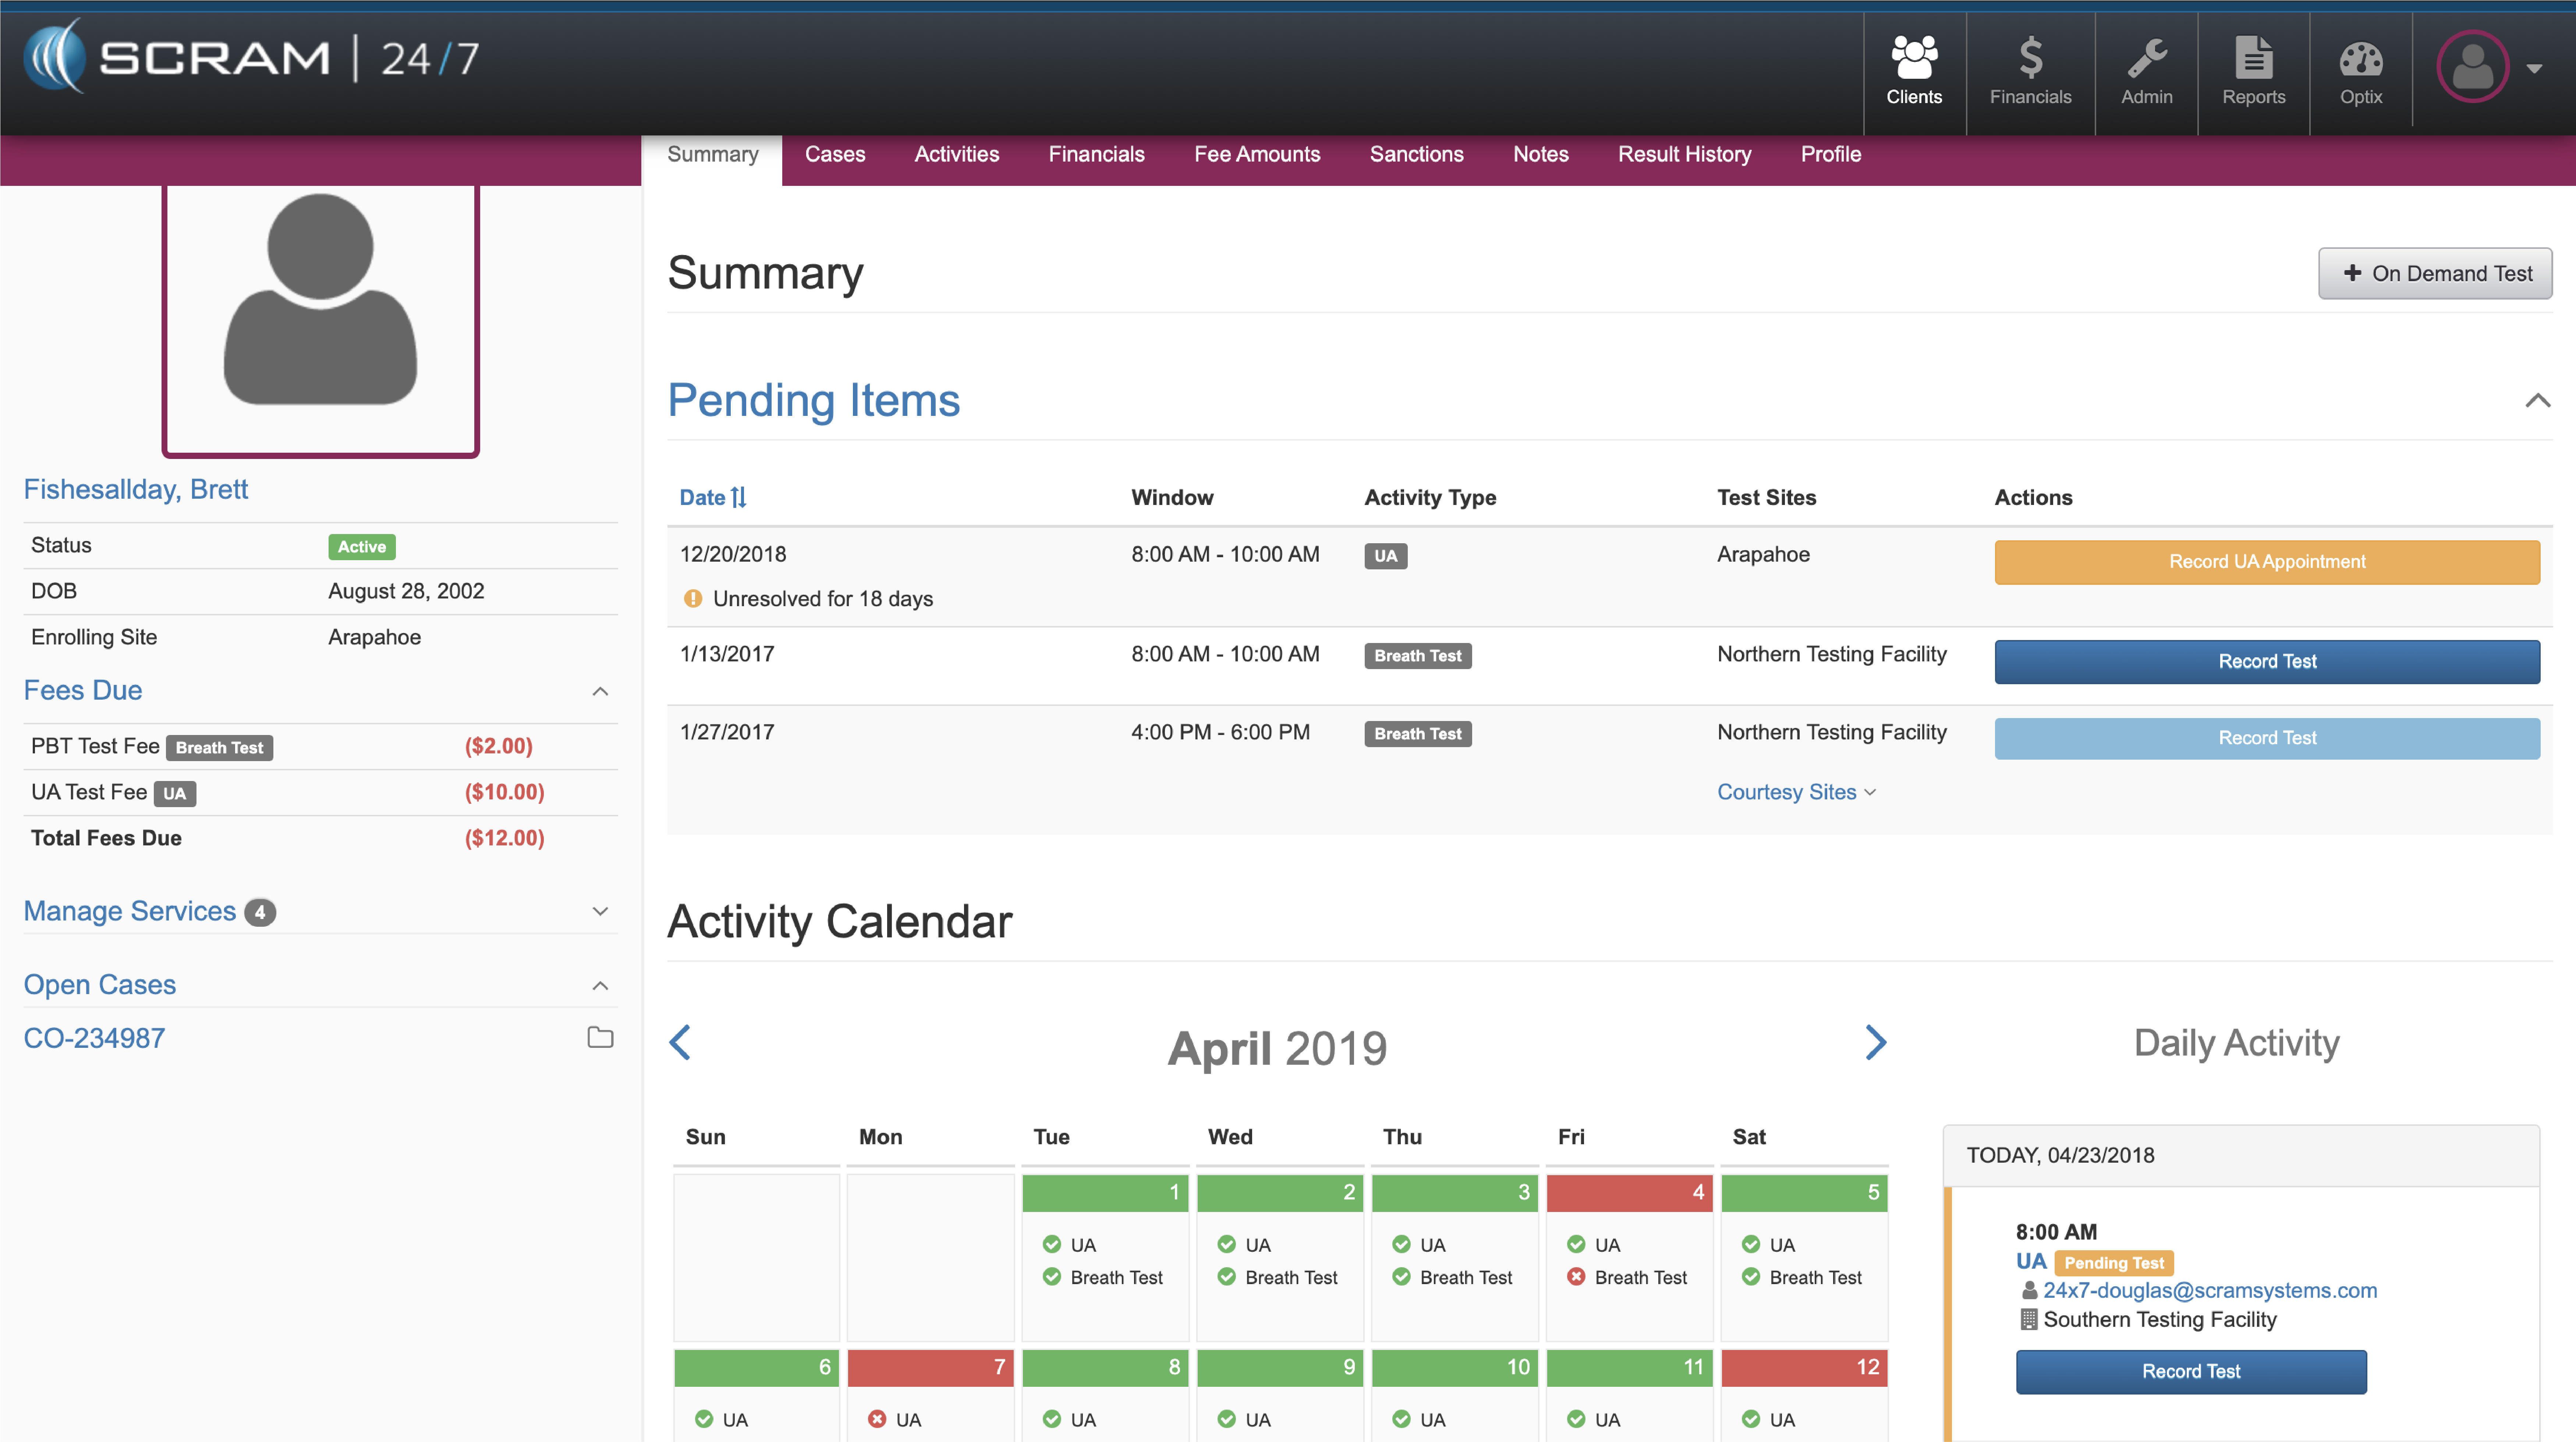 SCRAM | 24/7
Clients
Financials
Admin
Reports
Optix
Summary Cases Activities Financials Fee Amounts Sanctions Notes Result History Profile
Fishesallday, Brett
Status Active
DOB August 28, 2002
Enrolling Site Arapahoe
Fees Due
PBT Test Fee Breath Test ($2.00)
UA Test Fee UA ($10.00)
Total Fees Due ($12.00)
Manage Services 4
Open Cases
CO-234987
Summary
+ On Demand Test
Pending Items
Date Window Activity Type Test Sites Actions
12/20/2018 8:00 AM - 10:00 AM UA Arapahoe Record UA Appointment
Unresolved for 18 days
1/13/2017 8:00 AM - 10:00 AM Breath Test Northern Testing Facility Record Test
1/27/2017 4:00 PM - 6:00 PM Breath Test Northern Testing Facility Record Test
Courtesy Sites
Activity Calendar
April 2019
Sun Mon Tue Wed Thu Fri Sat
1 2 3 4 5
UA UA UA UA UA
Breath Test Breath Test Breath Test Breath Test Breath Test
6 7 8 9 10 11 12
UA UA UA UA UA UA UA
Daily Activity
TODAY, 04/23/2018
8:00 AM
UA Pending Test
24x7-douglas@scramsystems.com
Southern Testing Facility
Record Test